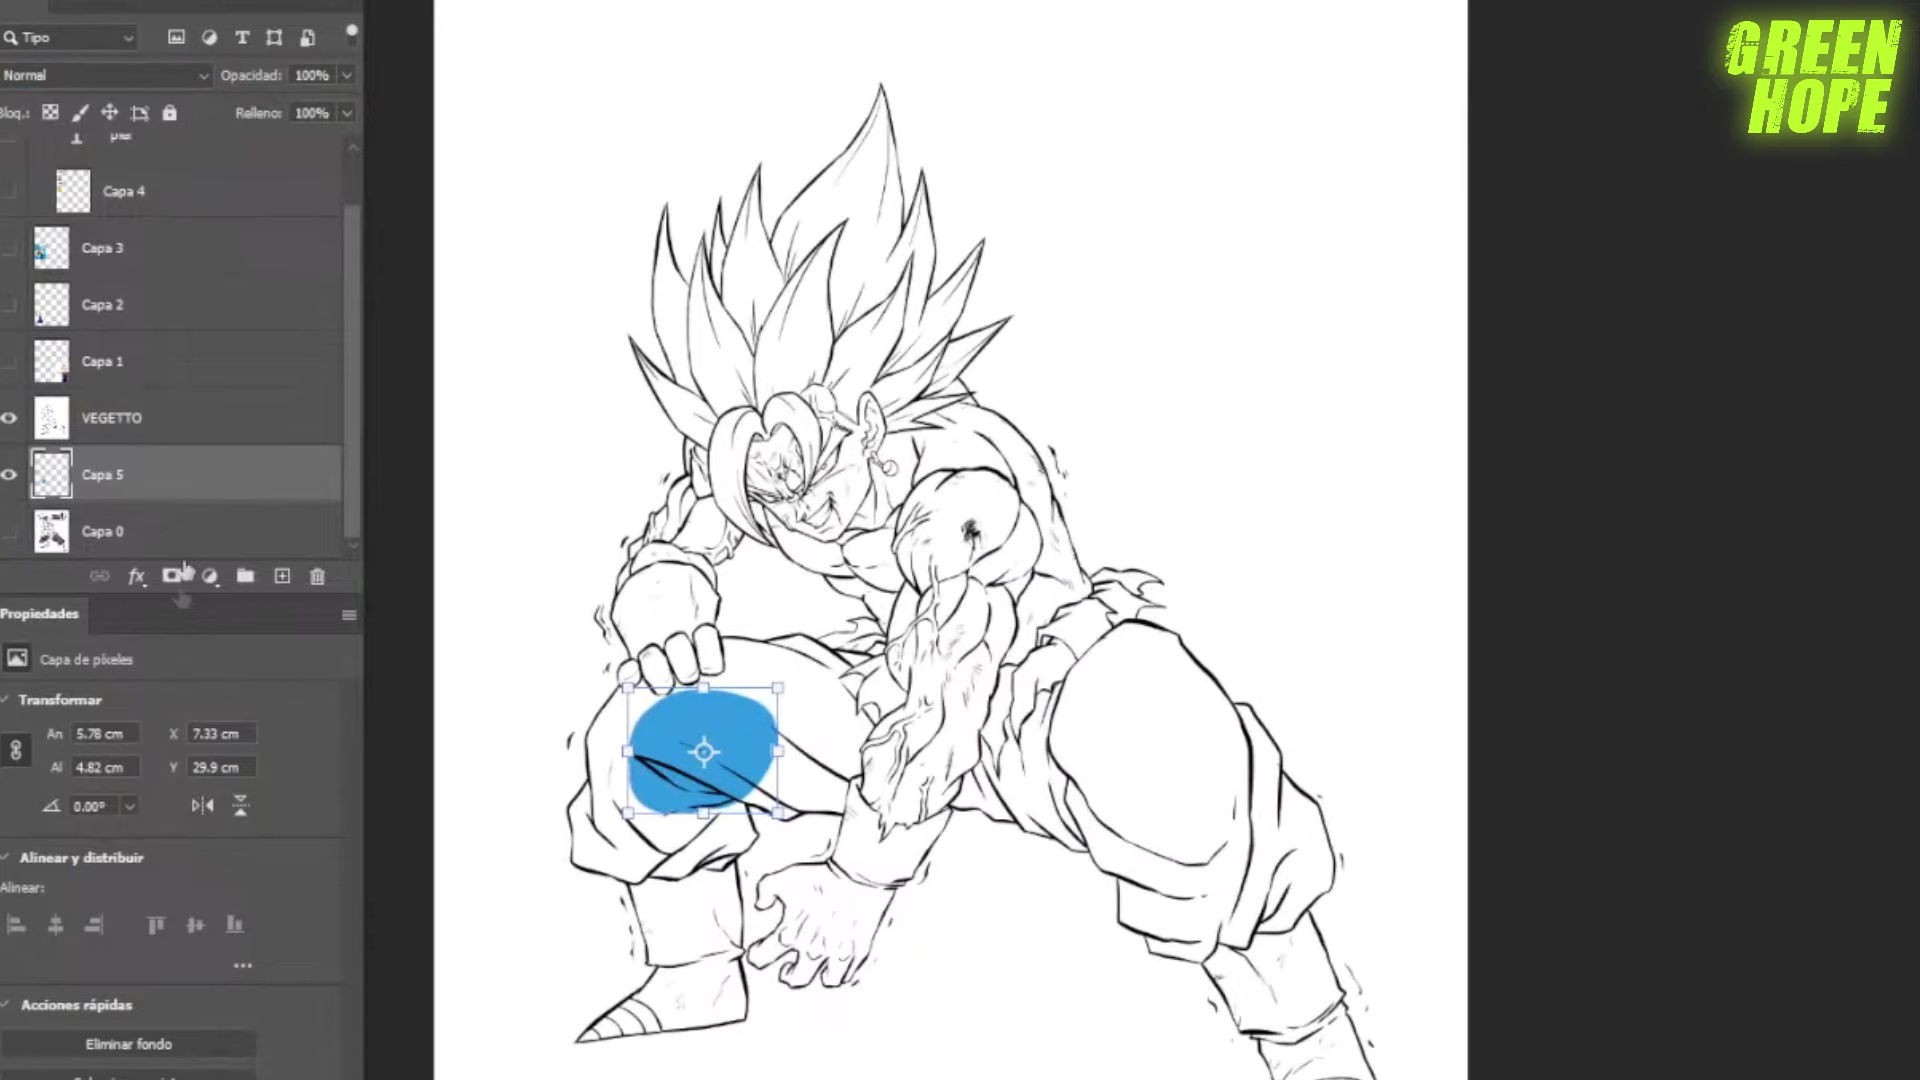 Tipo
GREEN
HOPE
Normal
Opacidad: 100%
Bloq.:
Relleno: 100%
Capa 4
Capa 3
Capa 2
Capa 1
VEGETTO
Capa 5
Capa 0
fx
Propiedades
Capa de píxeles
Transformar
An 5.78 cm X 7.33 cm
Al 4.82 cm Y 29.9 cm
0.00º
Alinear y distribuir
Alinear:
Acciones rápidas
Eliminar fondo